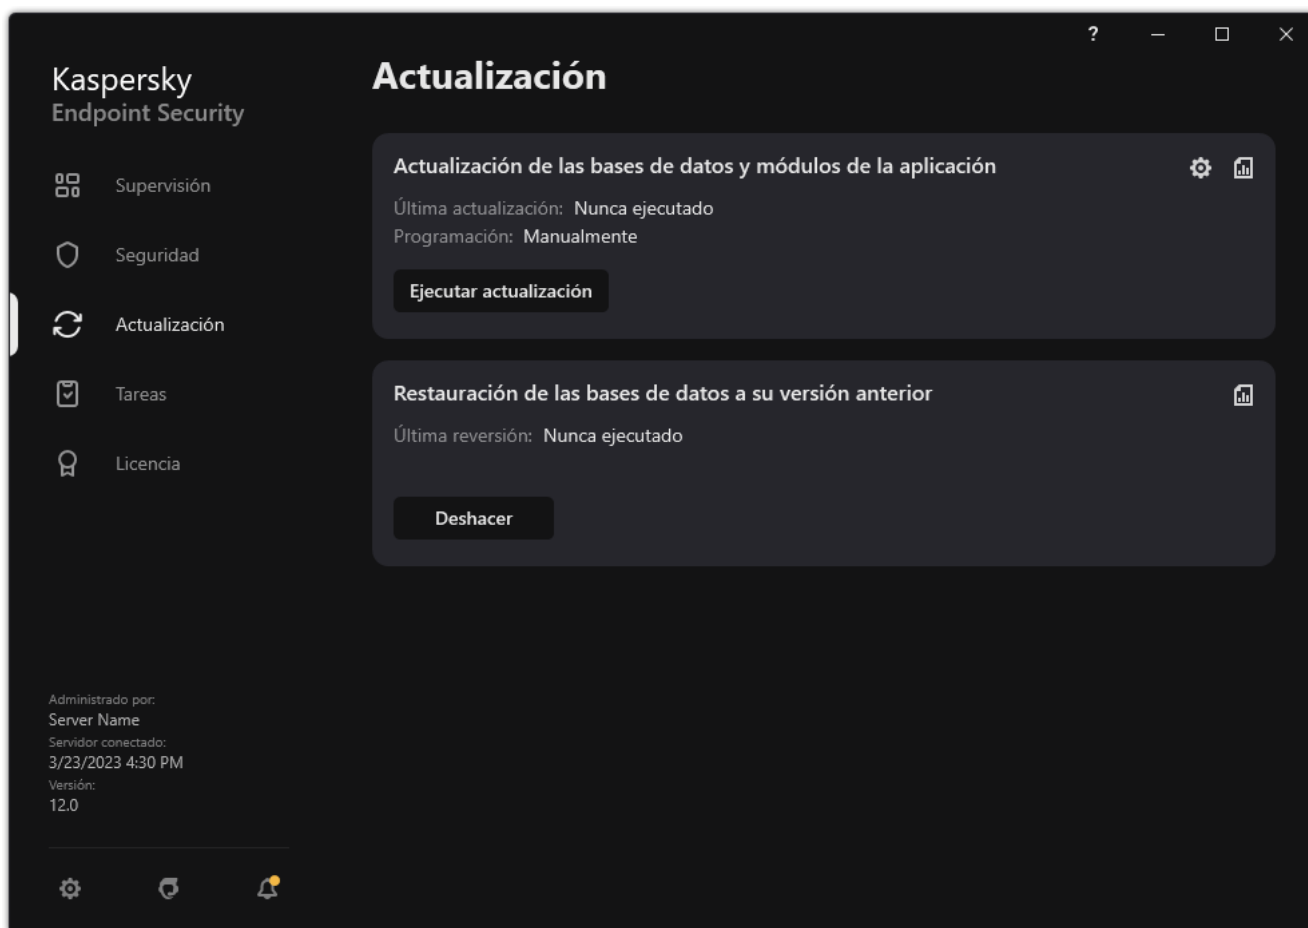 ?
Kaspersky
Endpoint Security
Supervisión
Seguridad
Actualización
Tareas
Licencia
Administrado por:
Server Name
Servidor conectado:
3/23/2023 4:30 PM
Versión:
12.0
Actualización
Actualización de las bases de datos y módulos de la aplicación
Última actualización: Nunca ejecutado
Programación: Manualmente
Ejecutar actualización
Restauración de las bases de datos a su versión anterior
Última reversión: Nunca ejecutado
Deshacer